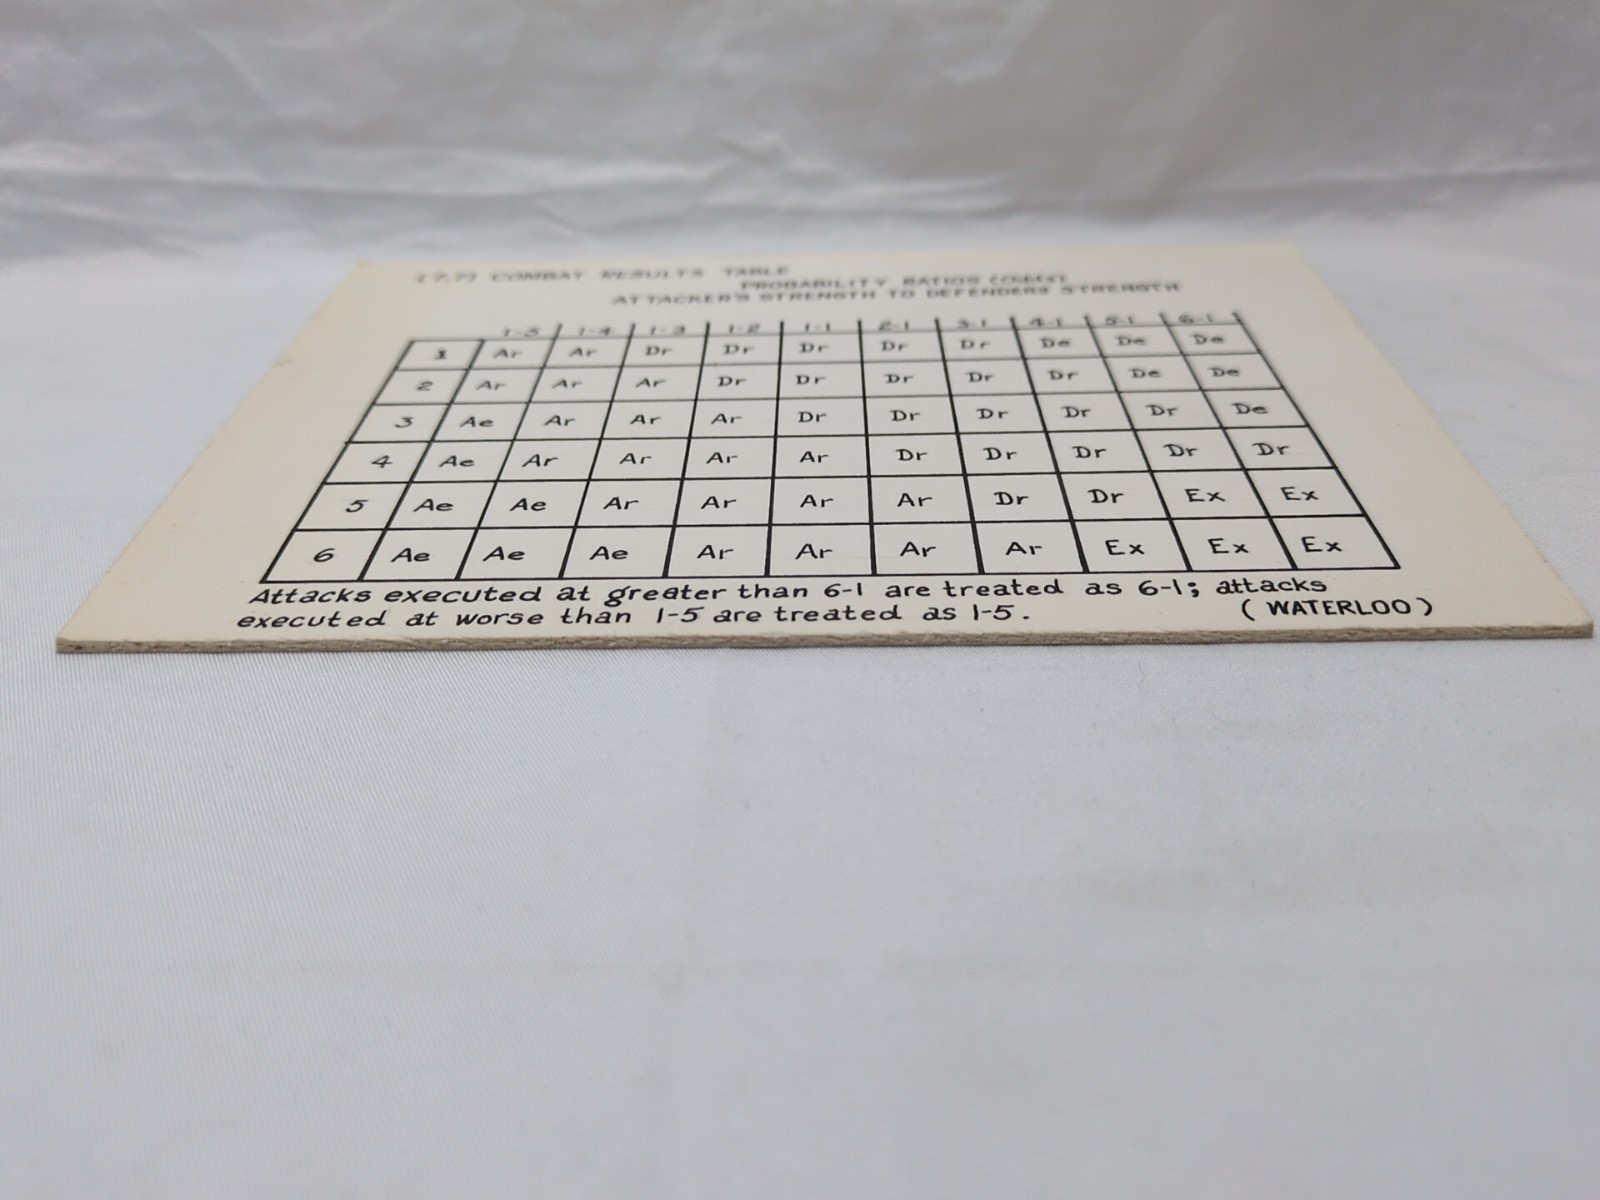 (7.7) COMBAT RESULTS TABLE
PROBABILITY RATIOS (Odds)
ATTACKER'S STRENGTH TO DEFENDERS STRENGTH
1-5 1-4 1-3 1-2 1-1 2-1 3-1 4-1 5-1 6-1
1 Ar Ar Dr Dr Dr Dr Dr De De De
2 Ar Ar Ar Dr Dr Dr Dr Dr De De
3 Ae Ar Ar Ar Dr Dr Dr Dr Dr De
4 Ae Ar Ar Ar Ar Dr Dr Dr Dr Dr
5 Ae Ae Ar Ar Ar Ar Dr Dr Ex Ex
6 Ae Ae Ae Ar Ar Ar Ar Ex Ex Ex
Attacks executed at greater than 6-1 are treated as 6-1; attacks
executed at worse than 1-5 are treated as 1-5. (WATERLOO)